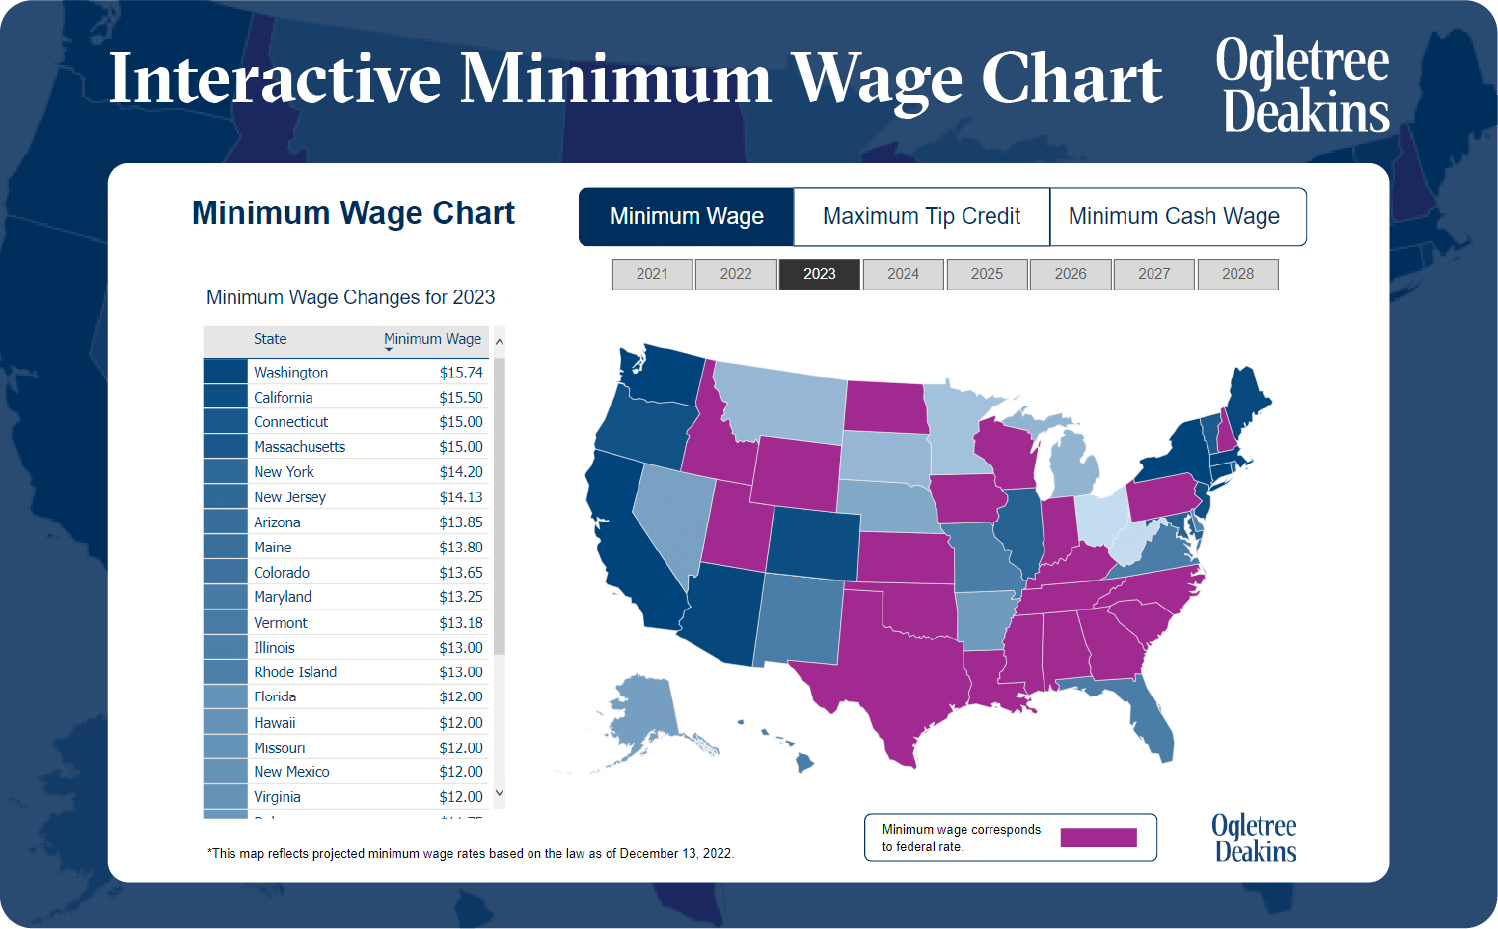 Interactive Minimum Wage Chart
Ogletree
Deakins
Minimum Wage Chart
Minimum Wage
Maximum Tip Credit
Minimum Cash Wage
2021
2022
2023
2024
2025
2026
2027
2028
Minimum Wage Changes for 2023
State Minimum Wage
Washington $15.74
California $15.50
Connecticut $15.00
Massachusetts $15.00
New York $14.20
New Jersey $14.13
Arizona $13.85
Maine $13.80
Colorado $13.65
Maryland $13.25
Vermont $13.18
Illinois $13.00
Rhode Island $13.00
Florida $12.00
Hawaii $12.00
Missouri $12.00
New Mexico $12.00
Virginia $12.00
*This map reflects projected minimum wage rates based on the law as of December 13, 2022.
Minimum wage corresponds
to federal rate.
Ogletree
Deakins